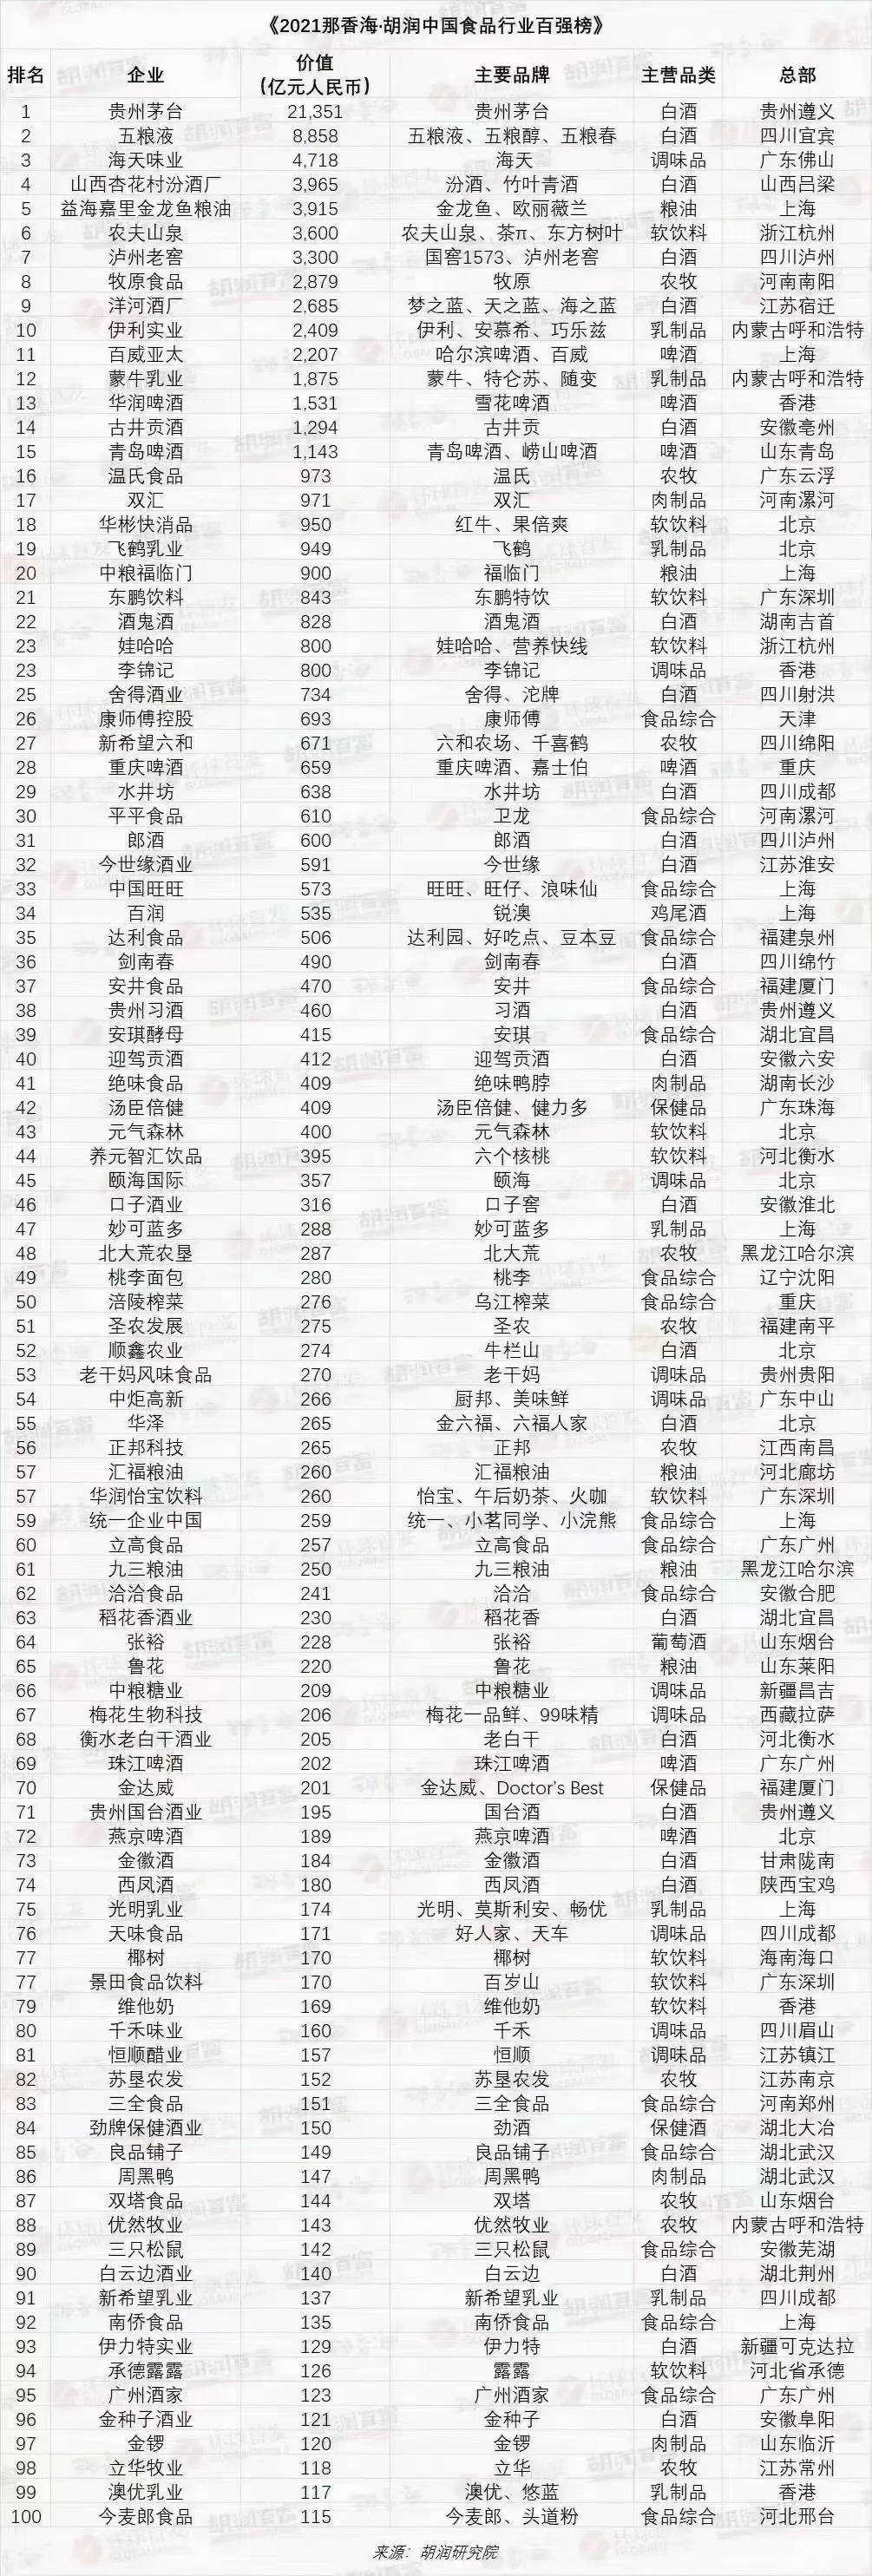 《2021那香海·胡润中国食品行业百强榜》
排名 企业 价值（亿元人民币） 主要品牌 主营品类 总部
1 贵州茅台 21,351 贵州茅台 白酒 贵州遵义
2 五粮液 8,858 五粮液、五粮醇、五粮春 白酒 四川宜宾
3 海天味业 4,718 海天 调味品 广东佛山
4 山西杏花村汾酒厂 3,965 汾酒、竹叶青酒 白酒 山西吕梁
5 益海嘉里金龙鱼粮油 3,915 金龙鱼、欧丽薇兰 粮油 上海
6 农夫山泉 3,600 农夫山泉、茶π、东方树叶 软饮料 浙江杭州
7 泸州老窖 3,300 国窖1573、泸州老窖 白酒 四川泸州
8 牧原食品 2,879 牧原 农牧 河南南阳
9 洋河酒厂 2,685 梦之蓝、天之蓝、海之蓝 白酒 江苏宿迁
10 伊利实业 2,409 伊利、安慕希、巧乐兹 乳制品 内蒙古呼和浩特
11 百威亚太 2,207 哈尔滨啤酒、百威 啤酒 上海
12 蒙牛乳业 1,875 蒙牛、特仑苏、随变 乳制品 内蒙古呼和浩特
13 华润啤酒 1,531 雪花啤酒 啤酒 香港
14 古井贡酒 1,294 古井贡 白酒 安徽亳州
15 青岛啤酒 1,143 青岛啤酒、崂山啤酒 啤酒 山东青岛
16 温氏食品 973 温氏 农牧 广东云浮
17 双汇 971 双汇 肉制品 河南漯河
18 华彬快消品 950 红牛、果倍爽 软饮料 北京
19 飞鹤乳业 949 飞鹤 乳制品 北京
20 中粮福临门 900 福临门 粮油 上海
21 东鹏饮料 843 东鹏特饮 软饮料 广东深圳
22 酒鬼酒 828 酒鬼酒 白酒 湖南吉首
23 娃哈哈 800 娃哈哈、营养快线 软饮料 浙江杭州
23 李锦记 800 李锦记 调味品 香港
25 舍得酒业 734 舍得、沱牌 白酒 四川射洪
26 康师傅控股 693 康师傅 食品综合 天津
27 新希望六和 671 六和农场、千喜鹤 农牧 四川绵阳
28 重庆啤酒 659 重庆啤酒、嘉士伯 啤酒 重庆
29 水井坊 638 水井坊 白酒 四川成都
30 平平食品 610 卫龙 食品综合 河南漯河
31 郎酒 600 郎酒 白酒 四川泸州
32 今世缘酒业 591 今世缘 白酒 江苏淮安
33 中国旺旺 573 旺旺、旺仔、浪味仙 食品综合 上海
34 百润 535 锐澳 鸡尾酒 上海
35 达利食品 506 达利园、好吃点、豆本豆 食品综合 福建泉州
36 剑南春 490 剑南春 白酒 四川绵竹
37 安井食品 470 安井 食品综合 福建厦门
38 贵州习酒 460 习酒 白酒 贵州遵义
39 安琪酵母 415 安琪 食品综合 湖北宜昌
40 迎驾贡酒 412 迎驾贡酒 白酒 安徽六安
41 绝味食品 409 绝味鸭脖 肉制品 湖南长沙
42 汤臣倍健 409 汤臣倍健、健力多 保健品 广东珠海
43 元气森林 400 元气森林 软饮料 北京
44 养元智汇饮品 395 六个核桃 软饮料 河北衡水
45 颐海国际 357 颐海 调味品 北京
46 口子酒业 316 口子窖 白酒 安徽淮北
47 妙可蓝多 288 妙可蓝多 乳制品 上海
48 北大荒农垦 287 北大荒 农牧 黑龙江哈尔滨
49 桃李面包 280 桃李 食品综合 辽宁沈阳
50 涪陵榨菜 276 乌江榨菜 食品综合 重庆
51 圣农发展 275 圣农 农牧 福建南平
52 顺鑫农业 274 牛栏山 白酒 北京
53 老干妈风味食品 270 老干妈 调味品 贵州贵阳
54 中炬高新 266 厨邦、美味鲜 调味品 广东中山
55 华泽 265 金六福、六福人家 白酒 北京
56 正邦科技 265 正邦 农牧 江西南昌
57 汇福粮油 260 汇福粮油 粮油 河北廊坊
57 华润怡宝饮料 260 怡宝、午后奶茶、火咖 软饮料 广东深圳
59 统一企业中国 259 统一、小茗同学、小浣熊 食品综合 上海
60 立高食品 257 立高食品 食品综合 广东广州
61 九三粮油 250 九三粮油 粮油 黑龙江哈尔滨
62 洽洽食品 241 洽洽 食品综合 安徽合肥
63 稻花香酒业 230 稻花香 白酒 湖北宜昌
64 张裕 228 张裕 葡萄酒 山东烟台
65 鲁花 220 鲁花 粮油 山东莱阳
66 中粮糖业 209 中粮糖业 调味品 新疆昌吉
67 梅花生物科技 206 梅花一品鲜、99味精 调味品 西藏拉萨
68 衡水老白干酒业 205 老白干 白酒 河北衡水
69 珠江啤酒 202 珠江啤酒 啤酒 广东广州
70 金达威 201 金达威、Doctor's Best 保健品 福建厦门
71 贵州国台酒业 195 国台酒 白酒 贵州遵义
72 燕京啤酒 189 燕京啤酒 啤酒 北京
73 金徽酒 184 金徽酒 白酒 甘肃陇南
74 西凤酒 180 西凤酒 白酒 陕西宝鸡
75 光明乳业 174 光明、莫斯利安、畅优 乳制品 上海
76 天味食品 171 好人家、天车 调味品 四川成都
77 椰树 170 椰树 软饮料 海南海口
77 景田食品饮料 170 百岁山 软饮料 广东深圳
79 维他奶 169 维他奶 软饮料 香港
80 千禾味业 160 千禾 调味品 四川眉山
81 恒顺醋业 157 恒顺 调味品 江苏镇江
82 苏垦农发 152 苏垦农发 农牧 江苏南京
83 三全食品 151 三全食品 食品综合 河南郑州
84 劲牌保健酒业 150 劲酒 保健酒 湖北大冶
85 良品铺子 149 良品铺子 食品综合 湖北武汉
86 周黑鸭 147 周黑鸭 肉制品 湖北武汉
87 双塔食品 144 双塔 农牧 山东烟台
88 优然牧业 143 优然牧业 农牧 内蒙古呼和浩特
89 三只松鼠 142 三只松鼠 食品综合 安徽芜湖
90 白云边酒业 140 白云边 白酒 湖北荆州
91 新希望乳业 137 新希望乳业 乳制品 四川成都
92 南侨食品 135 南侨食品 食品综合 上海
93 伊力特实业 129 伊力特 白酒 新疆可克达拉
94 承德露露 126 露露 软饮料 河北省承德
95 广州酒家 123 广州酒家 食品综合 广东广州
96 金种子酒业 121 金种子 白酒 安徽阜阳
97 金锣 120 金锣 肉制品 山东临沂
98 立华牧业 118 立华 农牧 江苏常州
99 澳优乳业 117 澳优、悠蓝 乳制品 香港
100 今麦郎食品 115 今麦郎、头道粉 食品综合 河北邢台
来源：胡润研究院